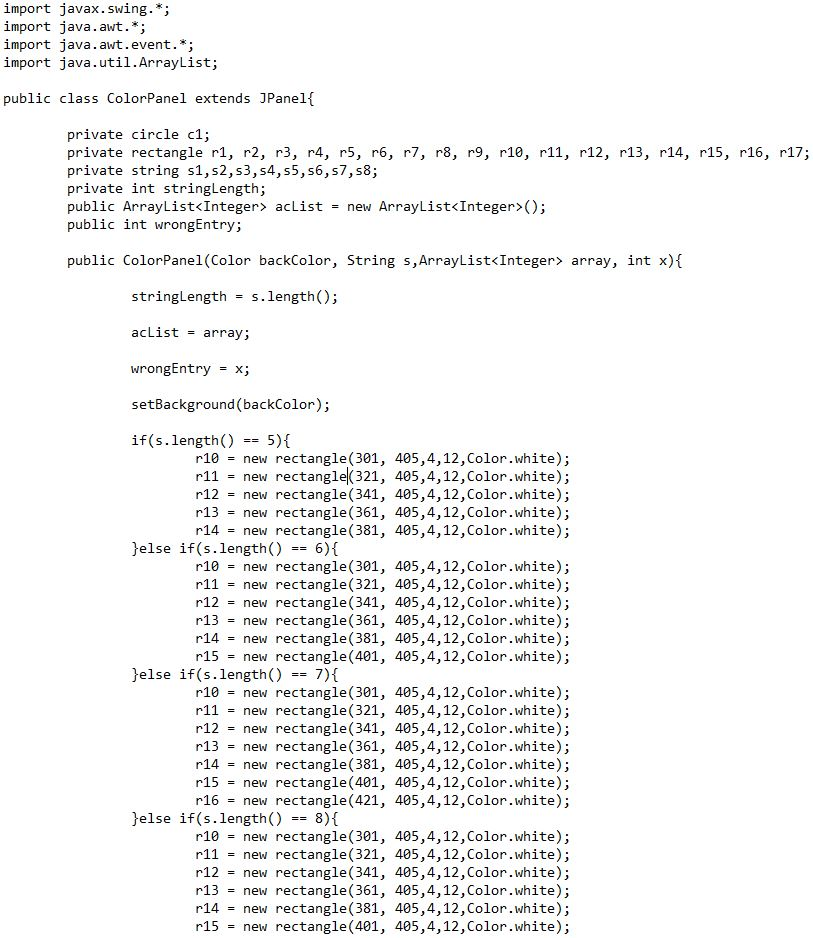 import javax.swing.*;
import java.awt.*;
import java.awt.event.*;
import java.util.ArrayList;

public class ColorPanel extends JPanel{

        private circle c1;
        private rectangle r1, r2, r3, r4, r5, r6, r7, r8, r9, r10, r11, r12, r13, r14, r15, r16, r17;
        private string s1,s2,s3,s4,s5,s6,s7,s8;
        private int stringLength;
        public ArrayList<Integer> acList = new ArrayList<Integer>();
        public int wrongEntry;

        public ColorPanel(Color backColor, String s,ArrayList<Integer> array, int x){

                stringLength = s.length();

                acList = array;

                wrongEntry = x;

                setBackground(backColor);

                if(s.length() == 5){
                        r10 = new rectangle(301, 405,4,12,Color.white);
                        r11 = new rectangle(321, 405,4,12,Color.white);
                        r12 = new rectangle(341, 405,4,12,Color.white);
                        r13 = new rectangle(361, 405,4,12,Color.white);
                        r14 = new rectangle(381, 405,4,12,Color.white);
                }else if(s.length() == 6){
                        r10 = new rectangle(301, 405,4,12,Color.white);
                        r11 = new rectangle(321, 405,4,12,Color.white);
                        r12 = new rectangle(341, 405,4,12,Color.white);
                        r13 = new rectangle(361, 405,4,12,Color.white);
                        r14 = new rectangle(381, 405,4,12,Color.white);
                        r15 = new rectangle(401, 405,4,12,Color.white);
                }else if(s.length() == 7){
                        r10 = new rectangle(301, 405,4,12,Color.white);
                        r11 = new rectangle(321, 405,4,12,Color.white);
                        r12 = new rectangle(341, 405,4,12,Color.white);
                        r13 = new rectangle(361, 405,4,12,Color.white);
                        r14 = new rectangle(381, 405,4,12,Color.white);
                        r15 = new rectangle(401, 405,4,12,Color.white);
                        r16 = new rectangle(421, 405,4,12,Color.white);
                }else if(s.length() == 8){
                        r10 = new rectangle(301, 405,4,12,Color.white);
                        r11 = new rectangle(321, 405,4,12,Color.white);
                        r12 = new rectangle(341, 405,4,12,Color.white);
                        r13 = new rectangle(361, 405,4,12,Color.white);
                        r14 = new rectangle(381, 405,4,12,Color.white);
                        r15 = new rectangle(401, 405,4,12,Color.white);